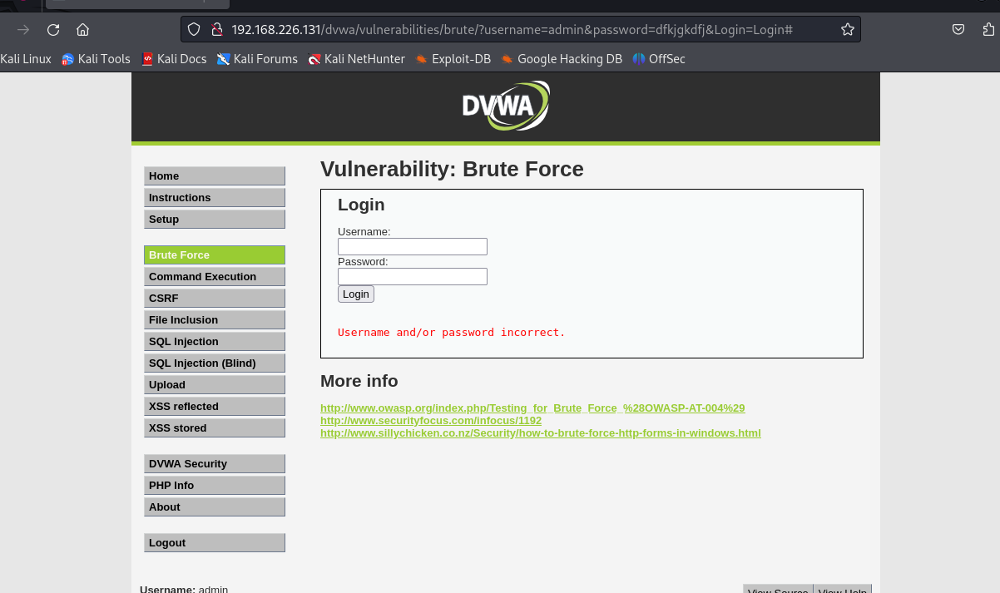 192.168.226.131/dvwa/vulnerabilities/brute/?username=admin&password=dfkjgkdfj&Login=Login#
Kali Linux Kali Tools Kali Docs Kali Forums Kali NetHunter Exploit-DB Google Hacking DB OffSec
DVWA
Home
Instructions
Setup
Brute Force
Command Execution
CSRF
File Inclusion
SQL Injection
SQL Injection (Blind)
Upload
XSS reflected
XSS stored
DVWA Security
PHP Info
About
Logout
Vulnerability: Brute Force
Login
Username:
Password:
Login
Username and/or password incorrect.
More info
http://www.owasp.org/index.php/Testing_for_Brute_Force_%28OWASP-AT-004%29
http://www.securityfocus.com/infocus/1192
http://www.sillychicken.co.nz/Security/how-to-brute-force-http-forms-in-windows.html
Username: admin
View Source View Help